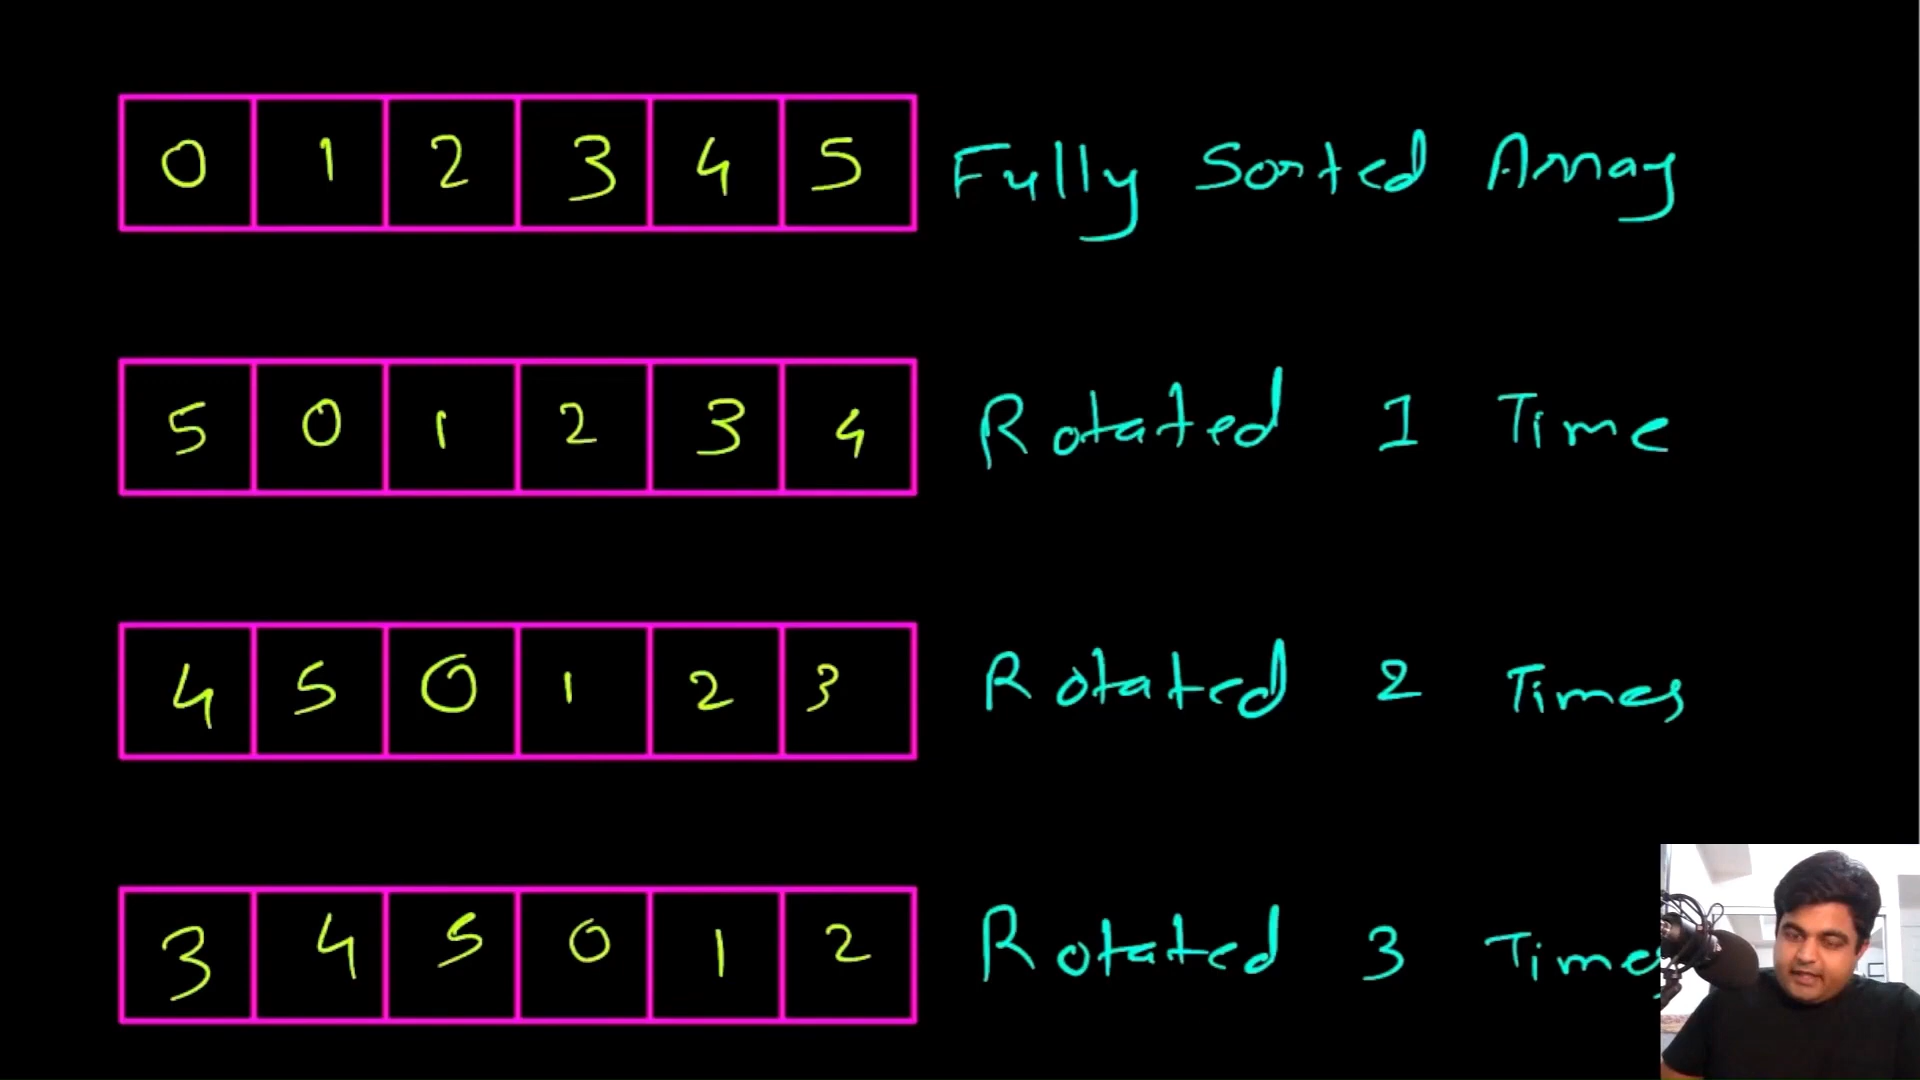 0 1 2 3 4 5 Fully Sorted Array
5 0 1 2 3 4 Rotated 1 Time
4 5 0 1 2 3 Rotated 2 Times
3 4 5 0 1 2 Rotated 3 Times